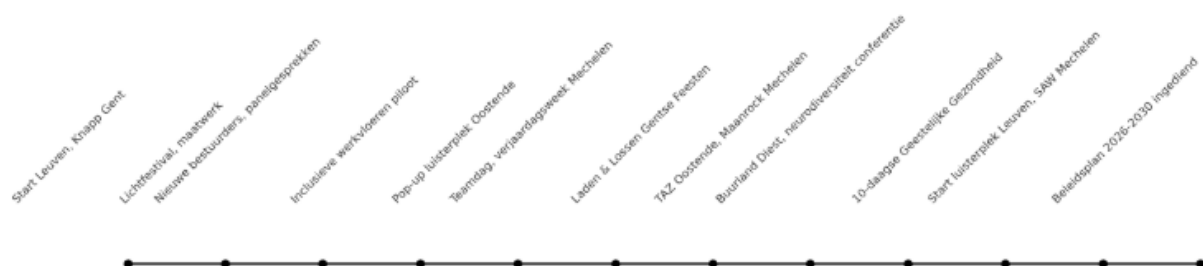 Start Leuven, Knapp Gent
Lichtfestival, maatwerk
Nieuwe bestuurders, panelgesprekken
Inclusieve werkvloeren piloot
Pop-up luisterplek Oostende
Teamdag, verjaardagsweek Mechelen
Laden & Lossen Gentse Feesten
TAZ Oostende, Maanrock Mechelen
Buurland Diest, neurodiversiteit conferentie
10-daagse Geestelijke Gezondheid
Start luisterplek Leuven, SAW Mechelen
Beleidsplan 2026-2030 ingediend